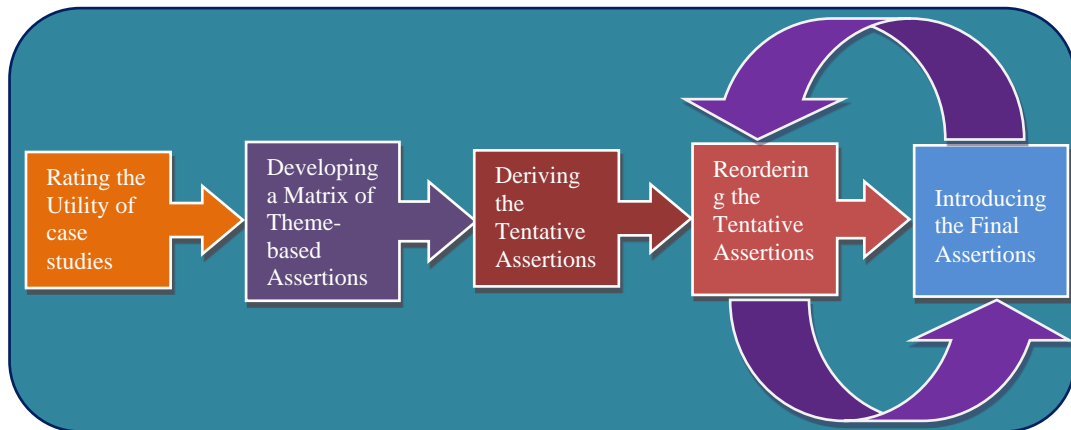 Rating the
Utility of
case
studies
Developing
a Matrix of
Theme-
based
Assertions
Deriving
the
Tentative
Assertions
Reorderin
g the
Tentative
Assertions
Introducing
the Final
Assertions